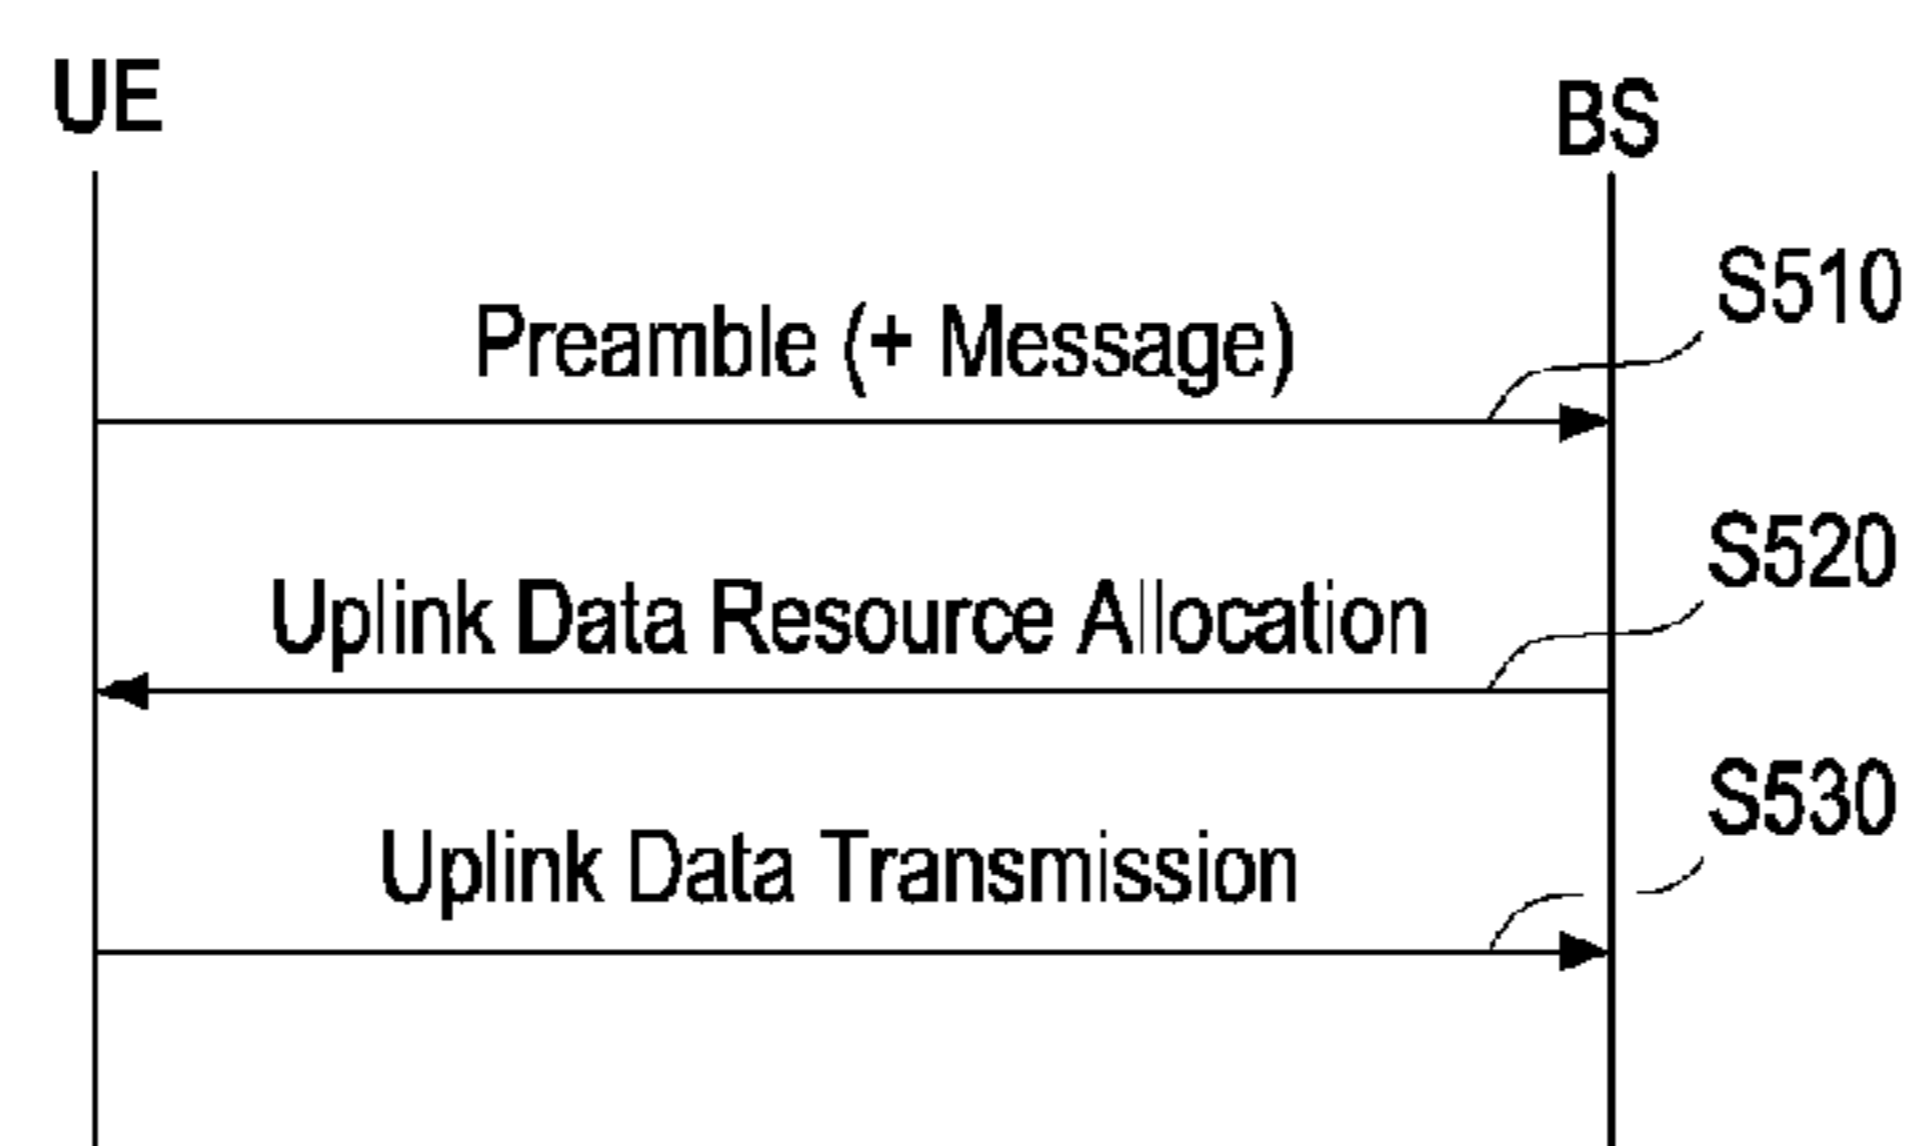 UE
BS
S510
Preamble (+ Message)
S520
Uplink Data Resource Allocation
S530
Uplink Data Transmission